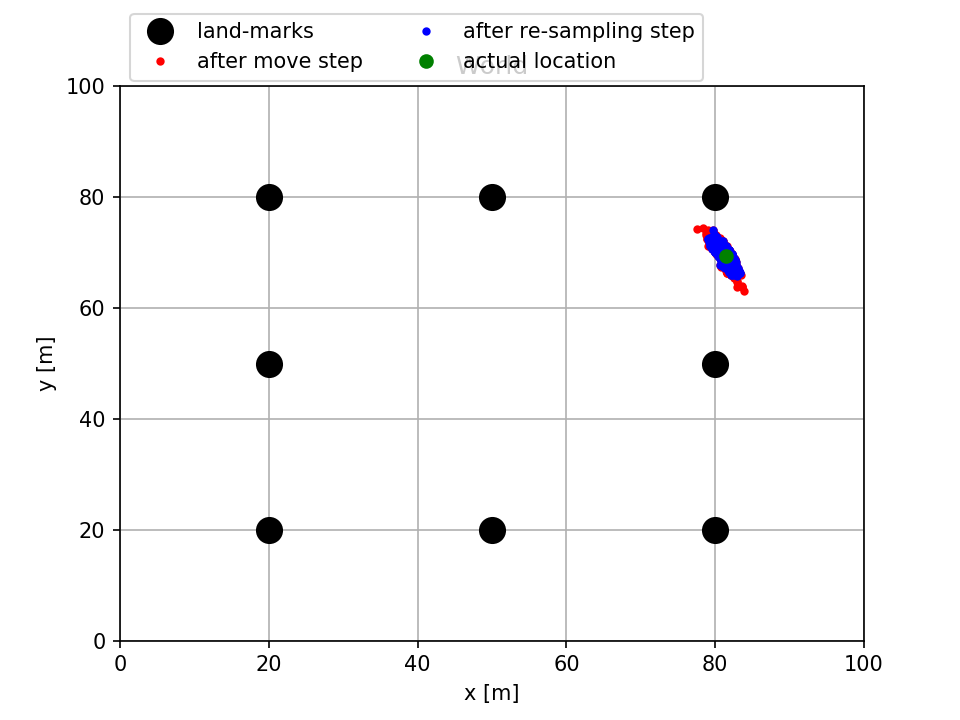 land-marks
after move step
after re-sampling step
actual location
World
100
80
60
40
20
0
y [m]
0 20 40 60 80 100
x [m]